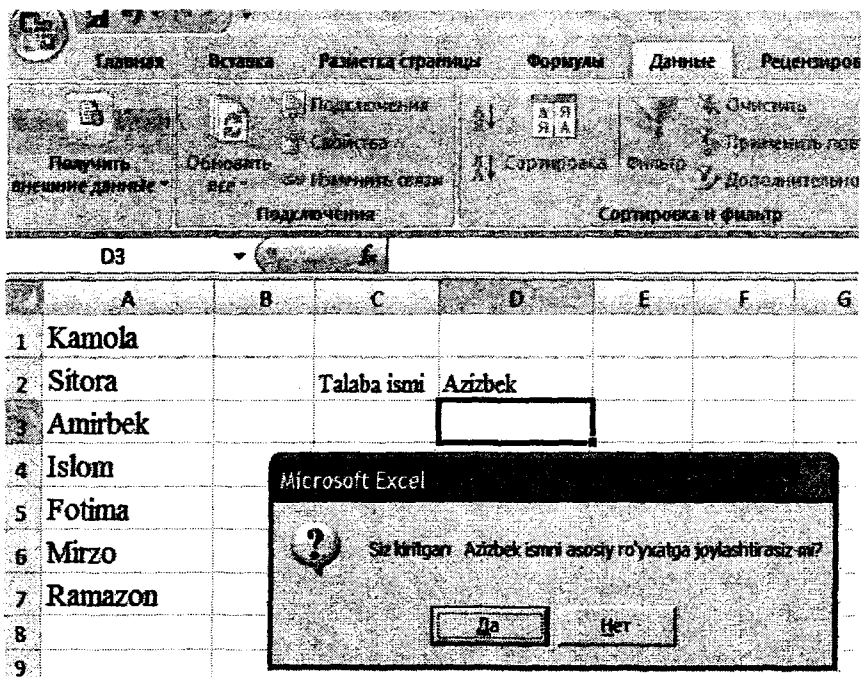 Главная Вставка Разметка страницы Формулы Данные Рецензиров
Получить внешние данные
Обновить все
Подключения
Свойства
Изменить связи
Подключения
Сортировка
Фильтр
Очистить
Применить пов
Дополнительно
Сортировка и фильтр
D3
A B C D E F G
1 Kamola
2 Sitora Talaba ismi Azizbek
3 Amirbek
4 Islom
5 Fotima
6 Mirzo
7 Ramazon
8
9
Microsoft Excel
Siz kiritgan Azizbek ismni asosiy ro'yxatga joylashtirasiz-mi?
Да Нет